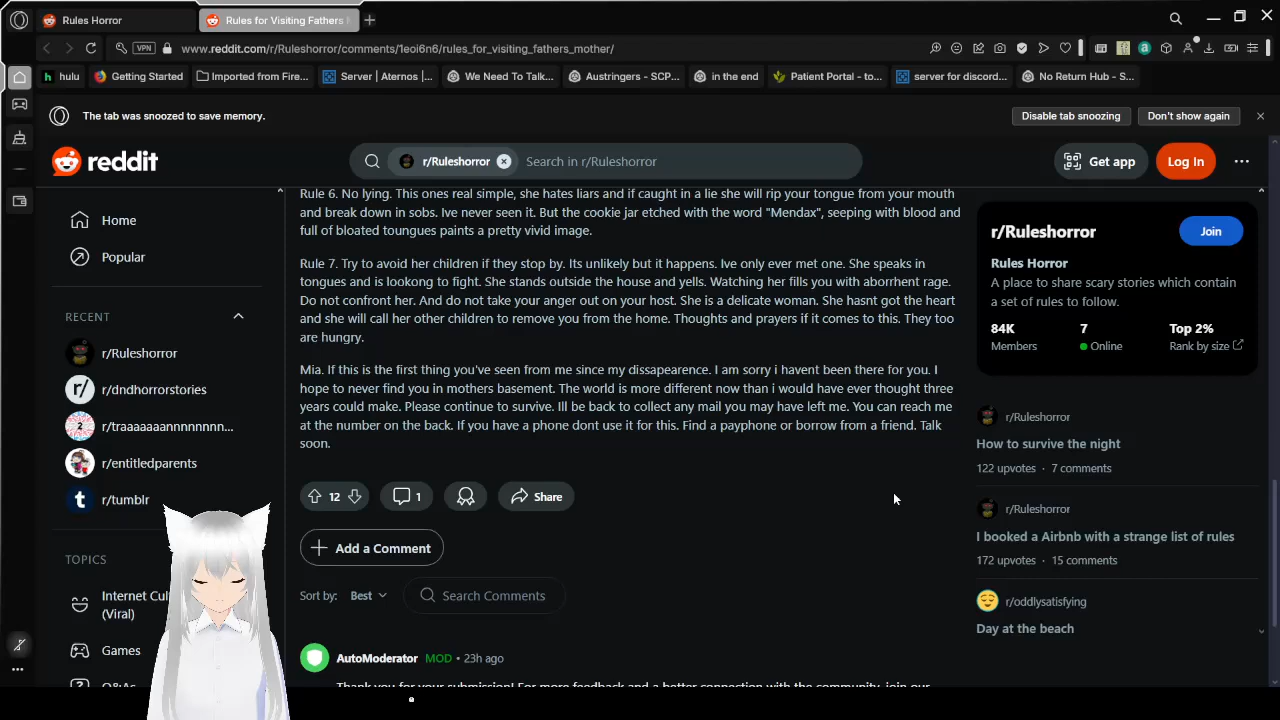 Rules Horror
Rules for Visiting Fathers
VPN
www.reddit.com/r/Ruleshorror/comments/1eoi6n6/rules_for_visiting_fathers_mother/
hulu
Getting Started
Imported from Fire...
Server | Aternos |...
We Need To Talk...
Austringers - SCP...
in the end
Patient Portal - to...
server for discord...
No Return Hub - S...
The tab was snoozed to save memory.
Disable tab snoozing
Don't show again
reddit
r/Ruleshorror
Search in r/Ruleshorror
Get app
Log In
Home
Popular
RECENT
r/Ruleshorror
r/dndhorrorstories
r/traaaaaaannnnnnnnn...
r/entitledparents
r/tumblr
TOPICS
Internet Cul
(Viral)
Games
Q&As
Rule 6. No lying. This ones real simple, she hates liars and if caught in a lie she will rip your tongue from your mouth
and break down in sobs. Ive never seen it. But the cookie jar etched with the word "Mendax", seeping with blood and
full of bloated toungues paints a pretty vivid image.
Rule 7. Try to avoid her children if they stop by. Its unlikely but it happens. Ive only ever met one. She speaks in
tongues and is lookong to fight. She stands outside the house and yells. Watching her fills you with aborrhent rage.
Do not confront her. And do not take your anger out on your host. She is a delicate woman. She hasnt got the heart
and she will call her other children to remove you from the home. Thoughts and prayers if it comes to this. They too
are hungry.
Mia. If this is the first thing you've seen from me since my dissapearence. I am sorry i havent been there for you. I
hope to never find you in mothers basement. The world is more different now than i would have ever thought three
years could make. Please continue to survive. Ill be back to collect any mail you may have left me. You can reach me
at the number on the back. If you have a phone dont use it for this. Find a payphone or borrow from a friend. Talk
soon.
12
1
Share
Add a Comment
Sort by:
Best
Search Comments
AutoModerator
MOD
• 23h ago
Thank you for your submission! For more feedback and a better connection with the community, join our
r/Ruleshorror
Join
Rules Horror
A place to share scary stories which contain
a set of rules to follow.
84K
7
Top 2%
Members
Online
Rank by size
r/Ruleshorror
How to survive the night
122 upvotes • 7 comments
r/Ruleshorror
I booked a Airbnb with a strange list of rules
172 upvotes • 15 comments
r/oddlysatisfying
Day at the beach